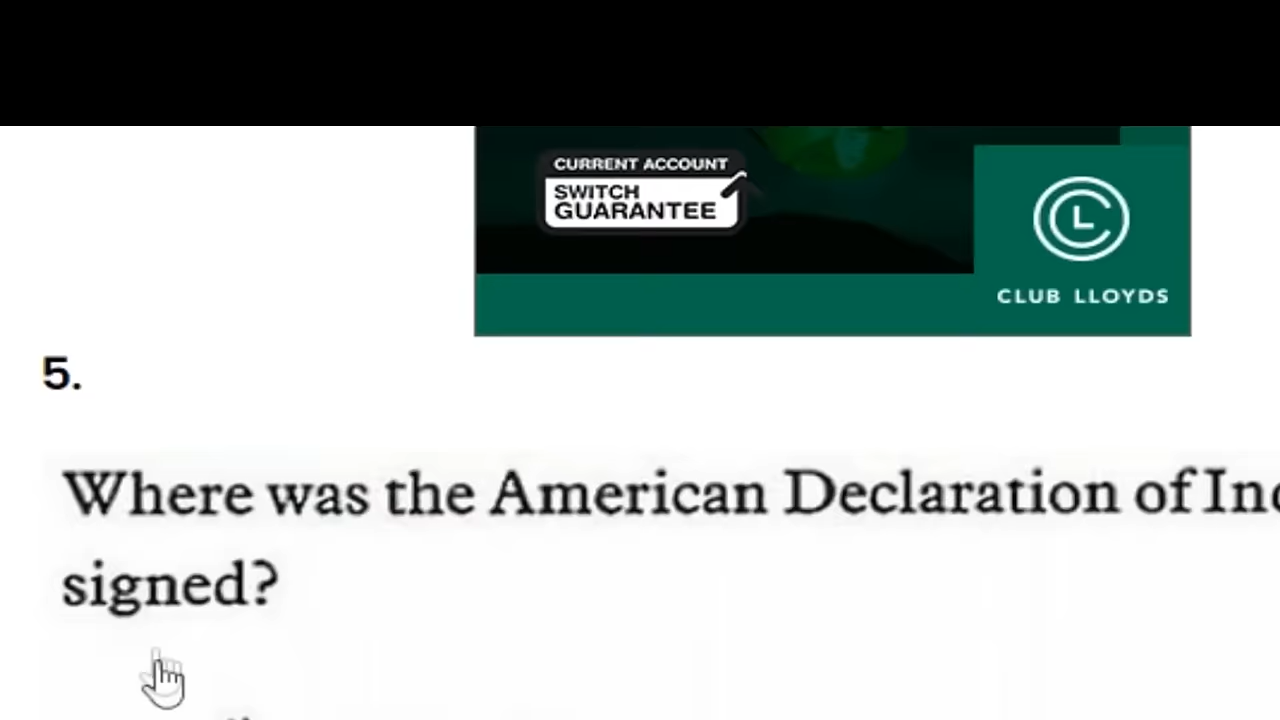 CURRENT ACCOUNT
SWITCH
GUARANTEE
CLUB LLOYDS
5.
Where was the American Declaration of
signed?